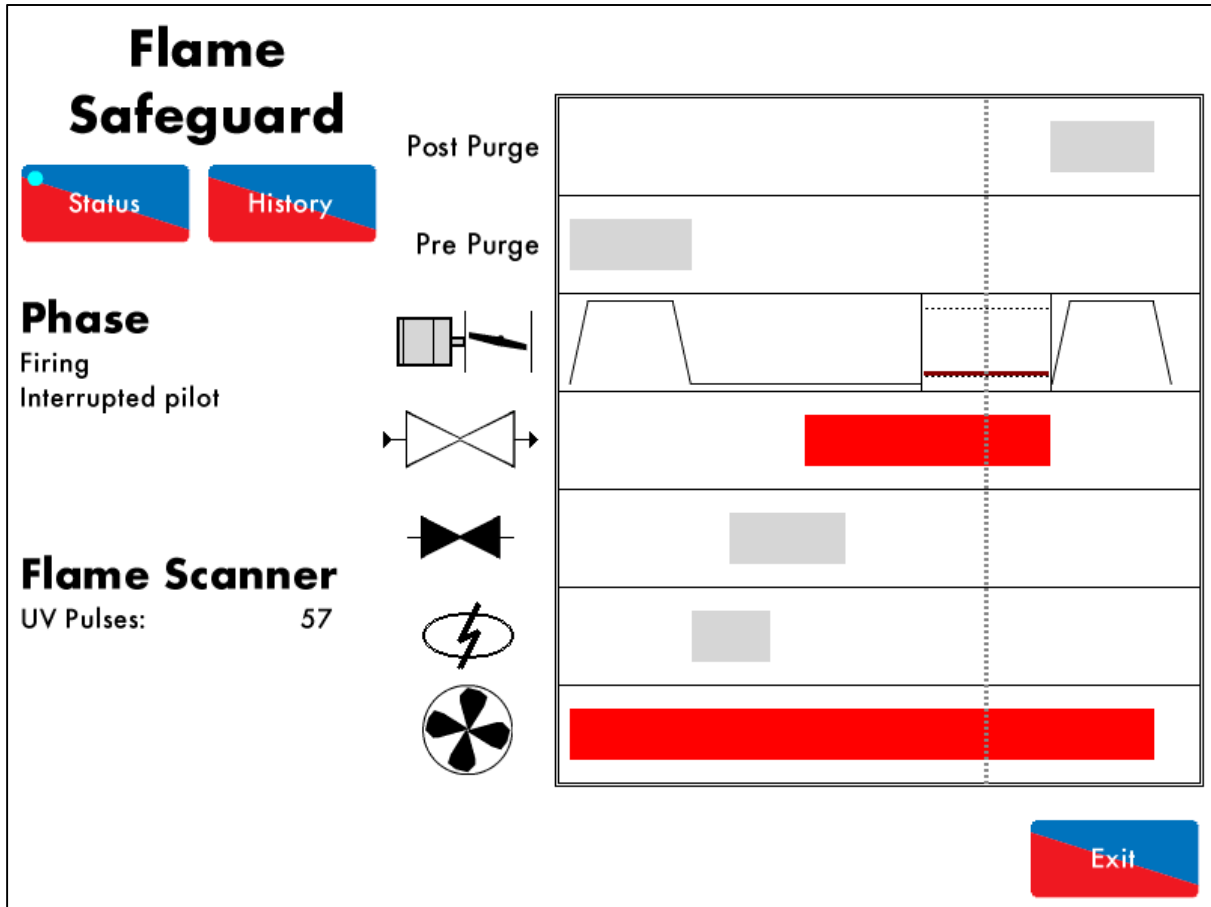 Flame
Safeguard
Status
History
Phase
Firing
Interrupted pilot
Flame Scanner
UV Pulses: 57
Post Purge
Pre Purge
Exit